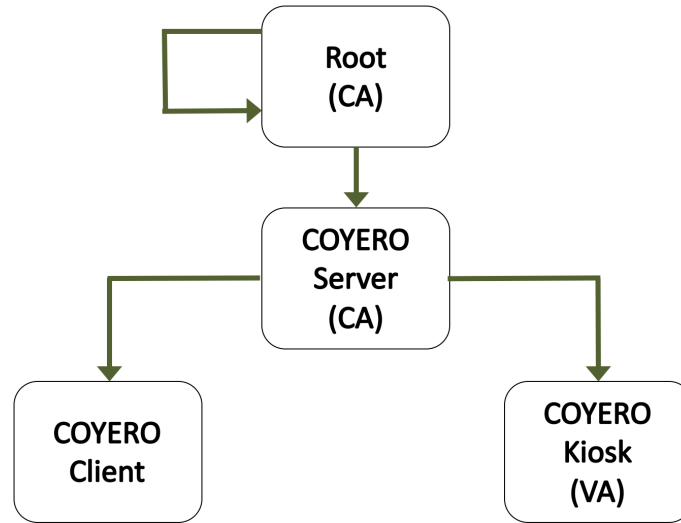 Root
(CA)
COYERO
Server
(CA)
COYERO
Client
COYERO
Kiosk
(VA)